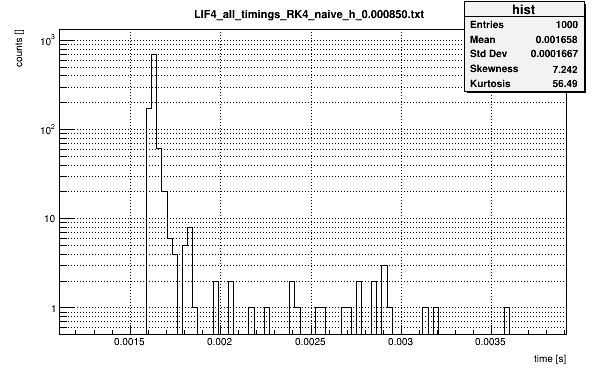 LIF4_all_timings_RK4_naive_h_0.000850.txt
hist
Entries 1000
Mean 0.001658
Std Dev 0.0001667
Skewness 7.242
Kurtosis 56.49
counts []
10³
10²
10
1
0.0015 0.002 0.0025 0.003 0.0035
time [s]